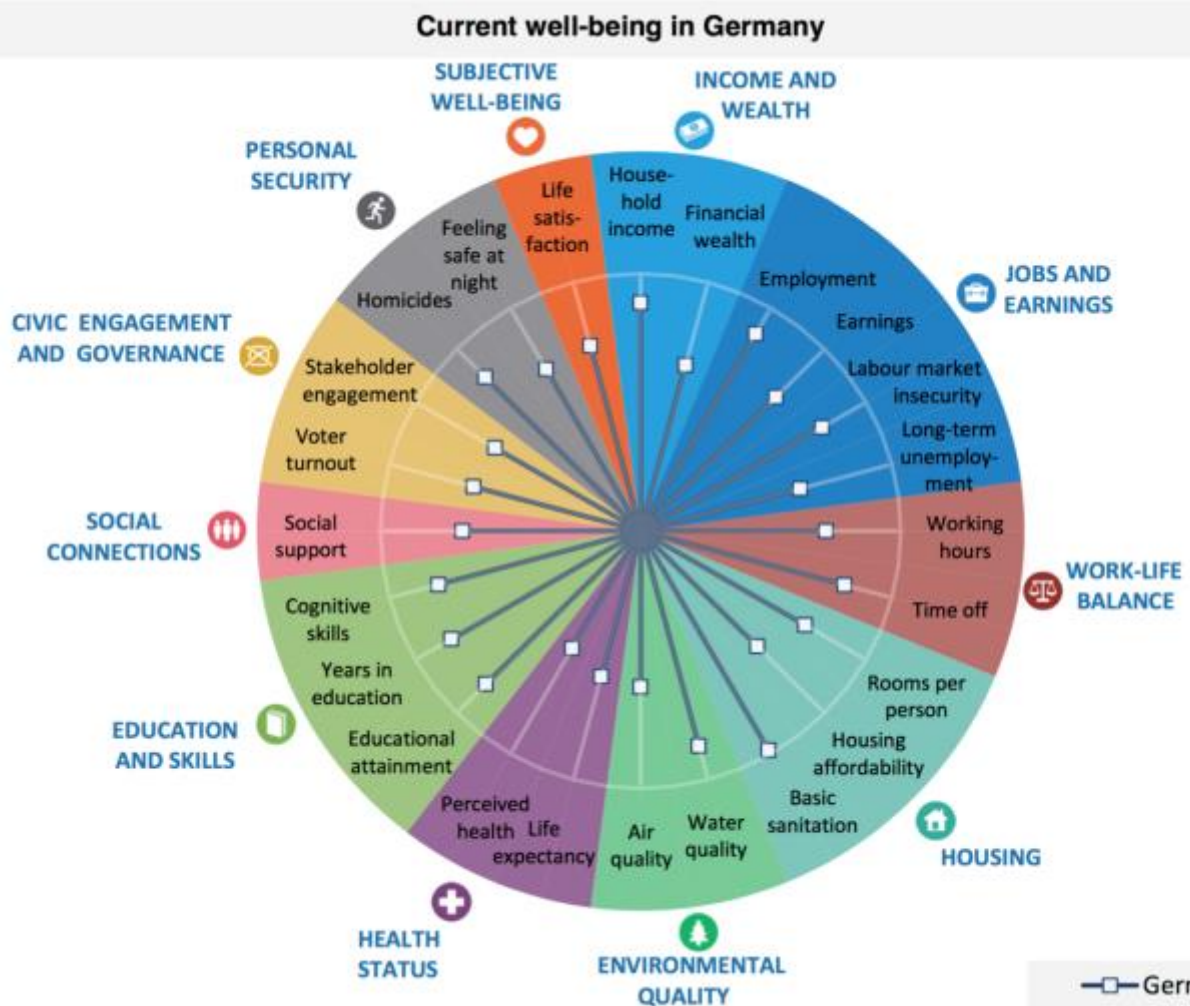 Current well-being in Germany
SUBJECTIVE
WELL-BEING
INCOME AND
WEALTH
PERSONAL
SECURITY
JOBS AND
EARNINGS
CIVIC ENGAGEMENT
AND GOVERNANCE
SOCIAL
CONNECTIONS
WORK-LIFE
BALANCE
EDUCATION
AND SKILLS
HOUSING
HEALTH
STATUS
ENVIRONMENTAL
QUALITY
House-
hold
income
Financial
wealth
Employment
Earnings
Labour market
insecurity
Long-term
unemploy-
ment
Working
hours
Time off
Rooms per
person
Housing
affordability
Basic
sanitation
Water
quality
Air
quality
Life
expectancy
Perceived
health
Educational
attainment
Years in
education
Cognitive
skills
Social
support
Voter
turnout
Stakeholder
engagement
Homicides
Feeling
safe at
night
Life
satis-
faction